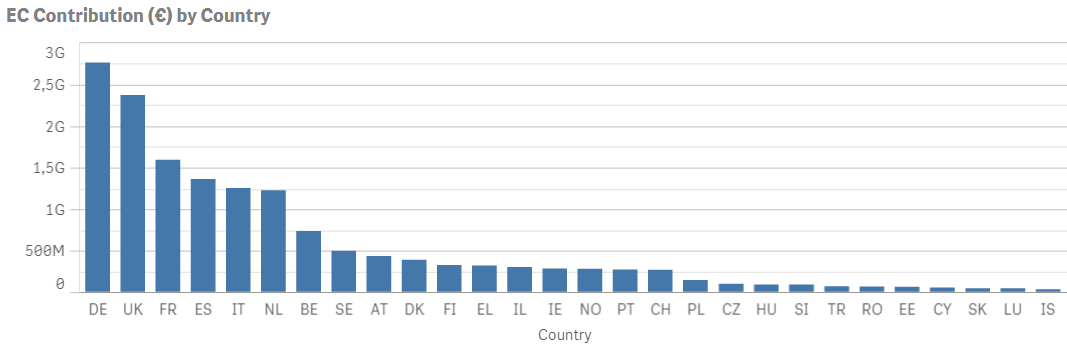 EC Contribution (€) by Country
3G
2,5G
2G
1,5G
1G
500M
0
DE UK FR ES IT NL BE SE AT DK FI EL IL IE NO PT CH PL CZ HU SI TR RO EE CY SK LU IS
Country